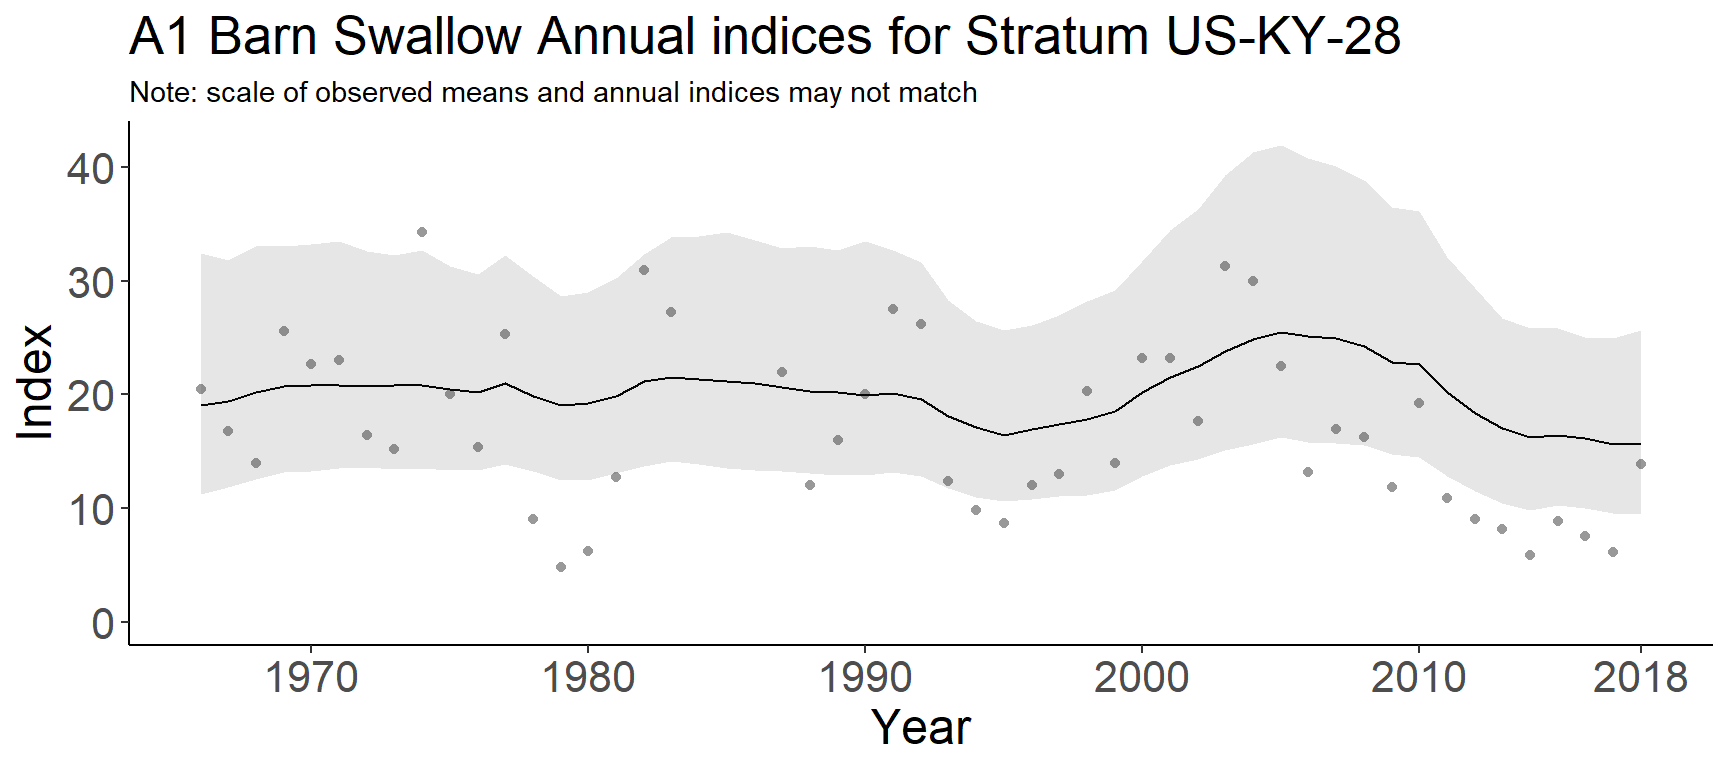 A1 Barn Swallow Annual indices for Stratum US-KY-28
Note: scale of observed means and annual indices may not match
40
30
20
10
0
Index
1970 1980 1990 2000 2010 2018
Year